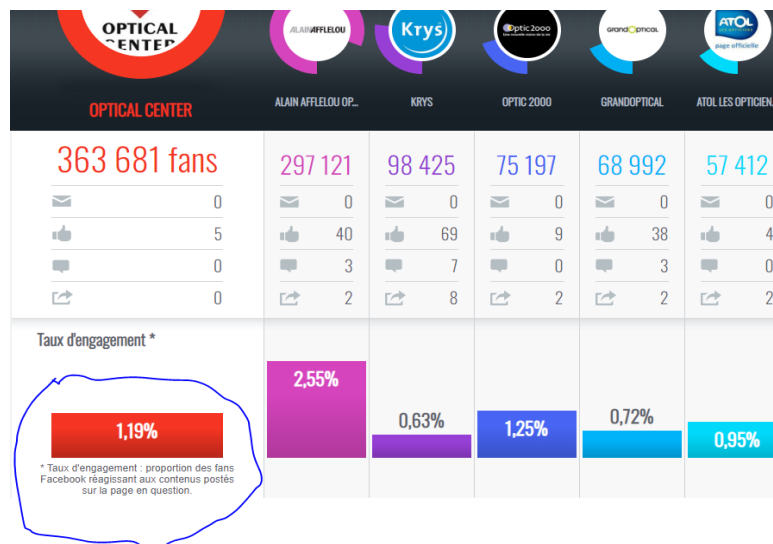 OPTICAL
CENTER
ALAIN AFFLELOU
Krys
Optic 2000
GRANDOPTICAL
ATOL
page officielle
OPTICAL CENTER
ALAIN AFFLELOU OP...
KRYS
OPTIC 2000
GRANDOPTICAL
ATOL LES OPTICIEN
363 681 fans
297 121
98 425
75 197
68 992
57 412
0 0 0 0 0 0
5 40 69 9 38 4
0 3 7 0 3 0
0 2 8 2 2 2
Taux d'engagement *
2,55%
1,19%
0,63%
1,25%
0,72%
0,95%
* Taux d'engagement : proportion des fans
Facebook réagissant aux contenus postés
sur la page en question.